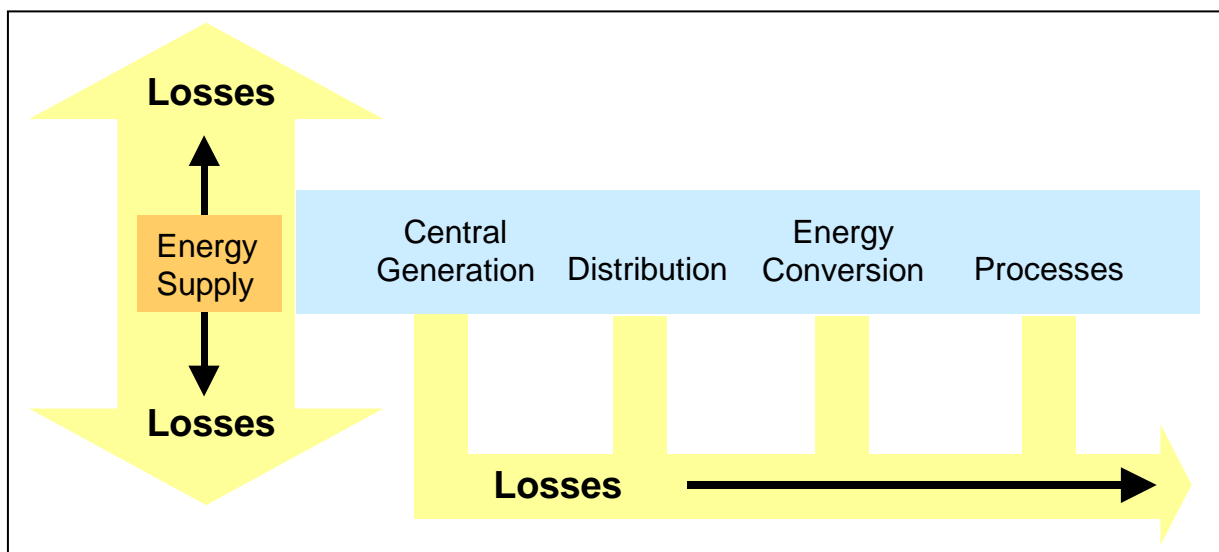 Losses
Energy
Supply
Losses
Central
Generation
Distribution
Energy
Conversion
Processes
Losses